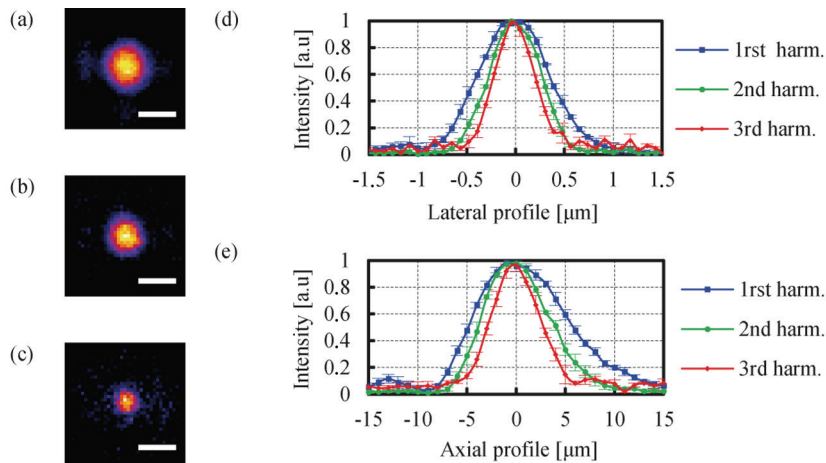 (a)
(b)
(c)
(d)
Intensity [a.u]
1
0.8
0.6
0.4
0.2
0
-1.5 -1 -0.5 0 0.5 1 1.5
Lateral profile [μm]
1rst harm.
2nd harm.
3rd harm.
(e)
Intensity [a.u]
1
0.8
0.6
0.4
0.2
0
-15 -10 -5 0 5 10 15
Axial profile [μm]
1rst harm.
2nd harm.
3rd harm.